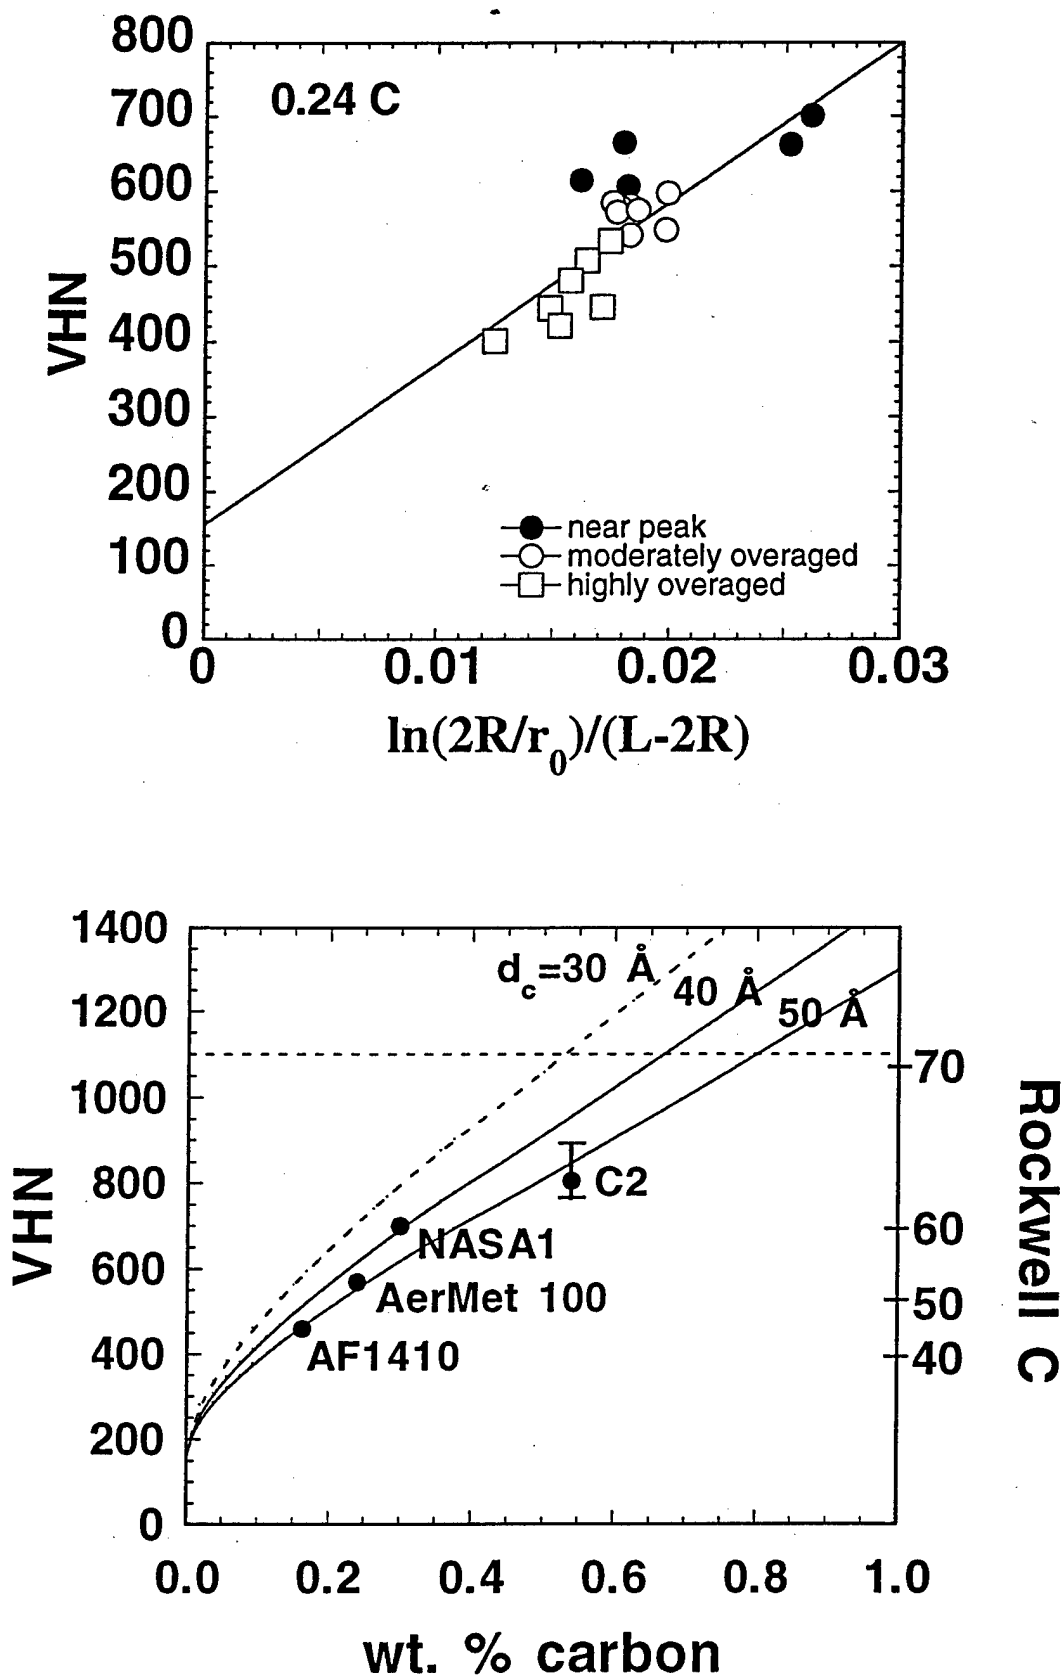 800
0.24 C
700
600
500
400
300
200
100
0
VHN
near peak
moderately overaged
highly overaged
0 0.01 0.02 0.03
ln(2R/r0)/(L-2R)
1400
1200
1000
800
600
400
200
0
VHN
dc=30 Å
40 Å
50 Å
C2
NASA1
AerMet 100
AF1410
70
60
50
40
Rockwell C
0.0 0.2 0.4 0.6 0.8 1.0
wt. % carbon